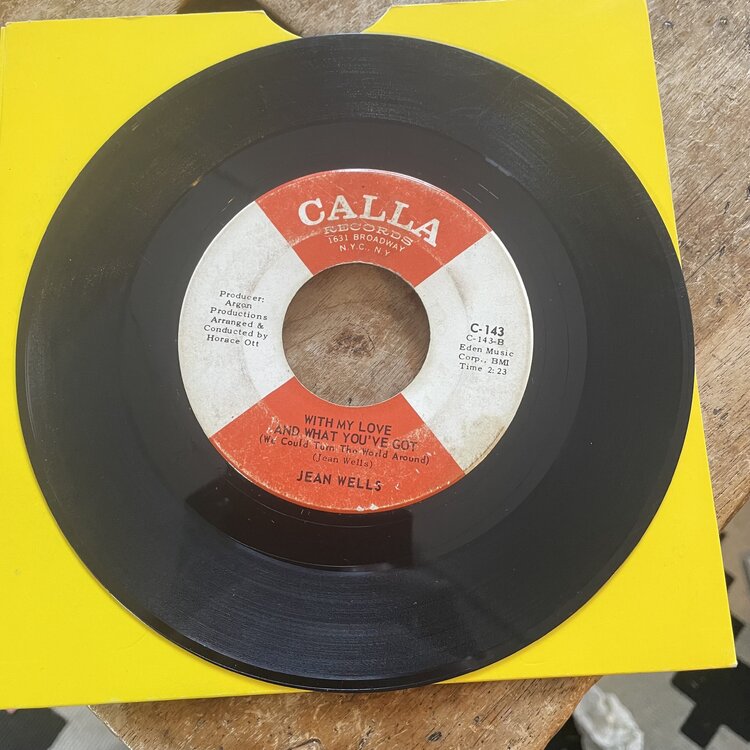 CALLA
RECORDS
1631 BROADWAY
N.Y.C., N.Y
Producer:
Argon
Productions
Arranged &
Conducted by
Horace Ott
C-143
C-143-B
Eden Music
Corp., BMI
Time 2:23
WITH MY LOVE
AND WHAT YOU'VE GOT
(We Could Turn The World Around)
(Jean Wells)
JEAN WELLS